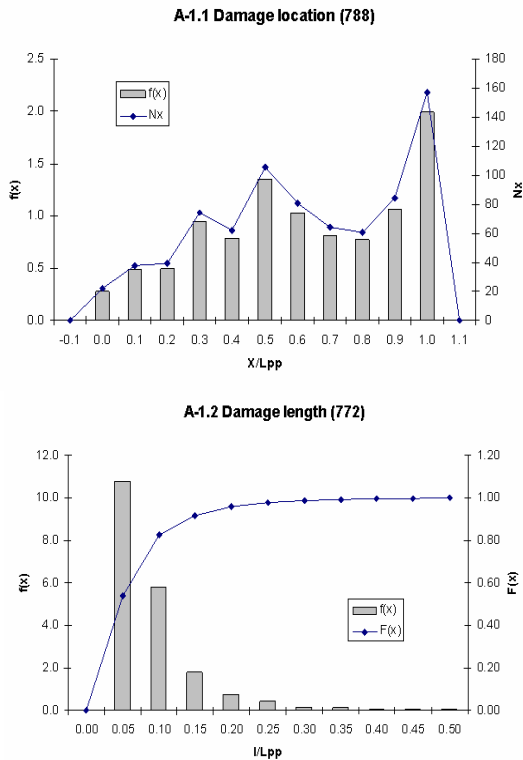 A-1.1 Damage location (788)
2.5 180
160
2.0 140
120
1.5 100
1.0 80
60
0.5 40
20
0.0 0
f(x)
Nx
f(x)
Nx
-0.1 0.0 0.1 0.2 0.3 0.4 0.5 0.6 0.7 0.8 0.9 1.0 1.1
X/Lpp
A-1.2 Damage length (772)
12.0 1.20
10.0 1.00
8.0 0.80
6.0 0.60
4.0 0.40
2.0 0.20
0.0 0.00
f(x)
F(x)
f(x)
F(x)
0.00 0.05 0.10 0.15 0.20 0.25 0.30 0.35 0.40 0.45 0.50
l/Lpp